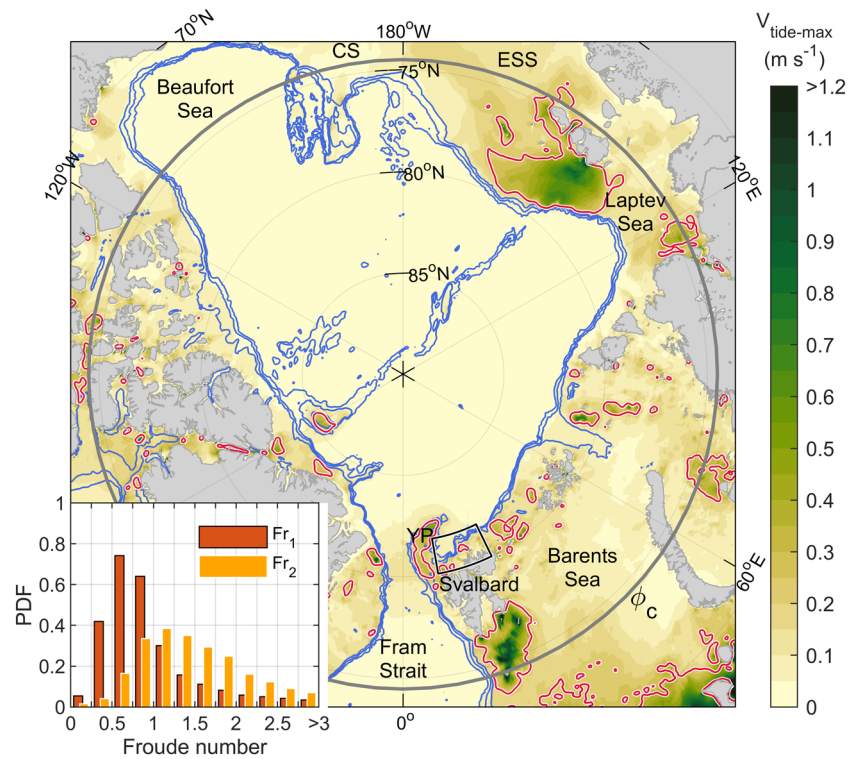 70°N
180°W
CS
ESS
75°N
Beaufort
Sea
120°W
80°N
120°E
Laptev
Sea
85°N
YP
Svalbard
Barents
Sea
60°E
ϕc
Fram
Strait
0°
V tide-max
(m s⁻¹)
>1.2
1.1
1
0.9
0.8
0.7
0.6
0.5
0.4
0.3
0.2
0.1
0
1
0.8
0.6
0.4
0.2
0
PDF
Fr₁
Fr₂
0 0.5 1 1.5 2 2.5 >3
Froude number